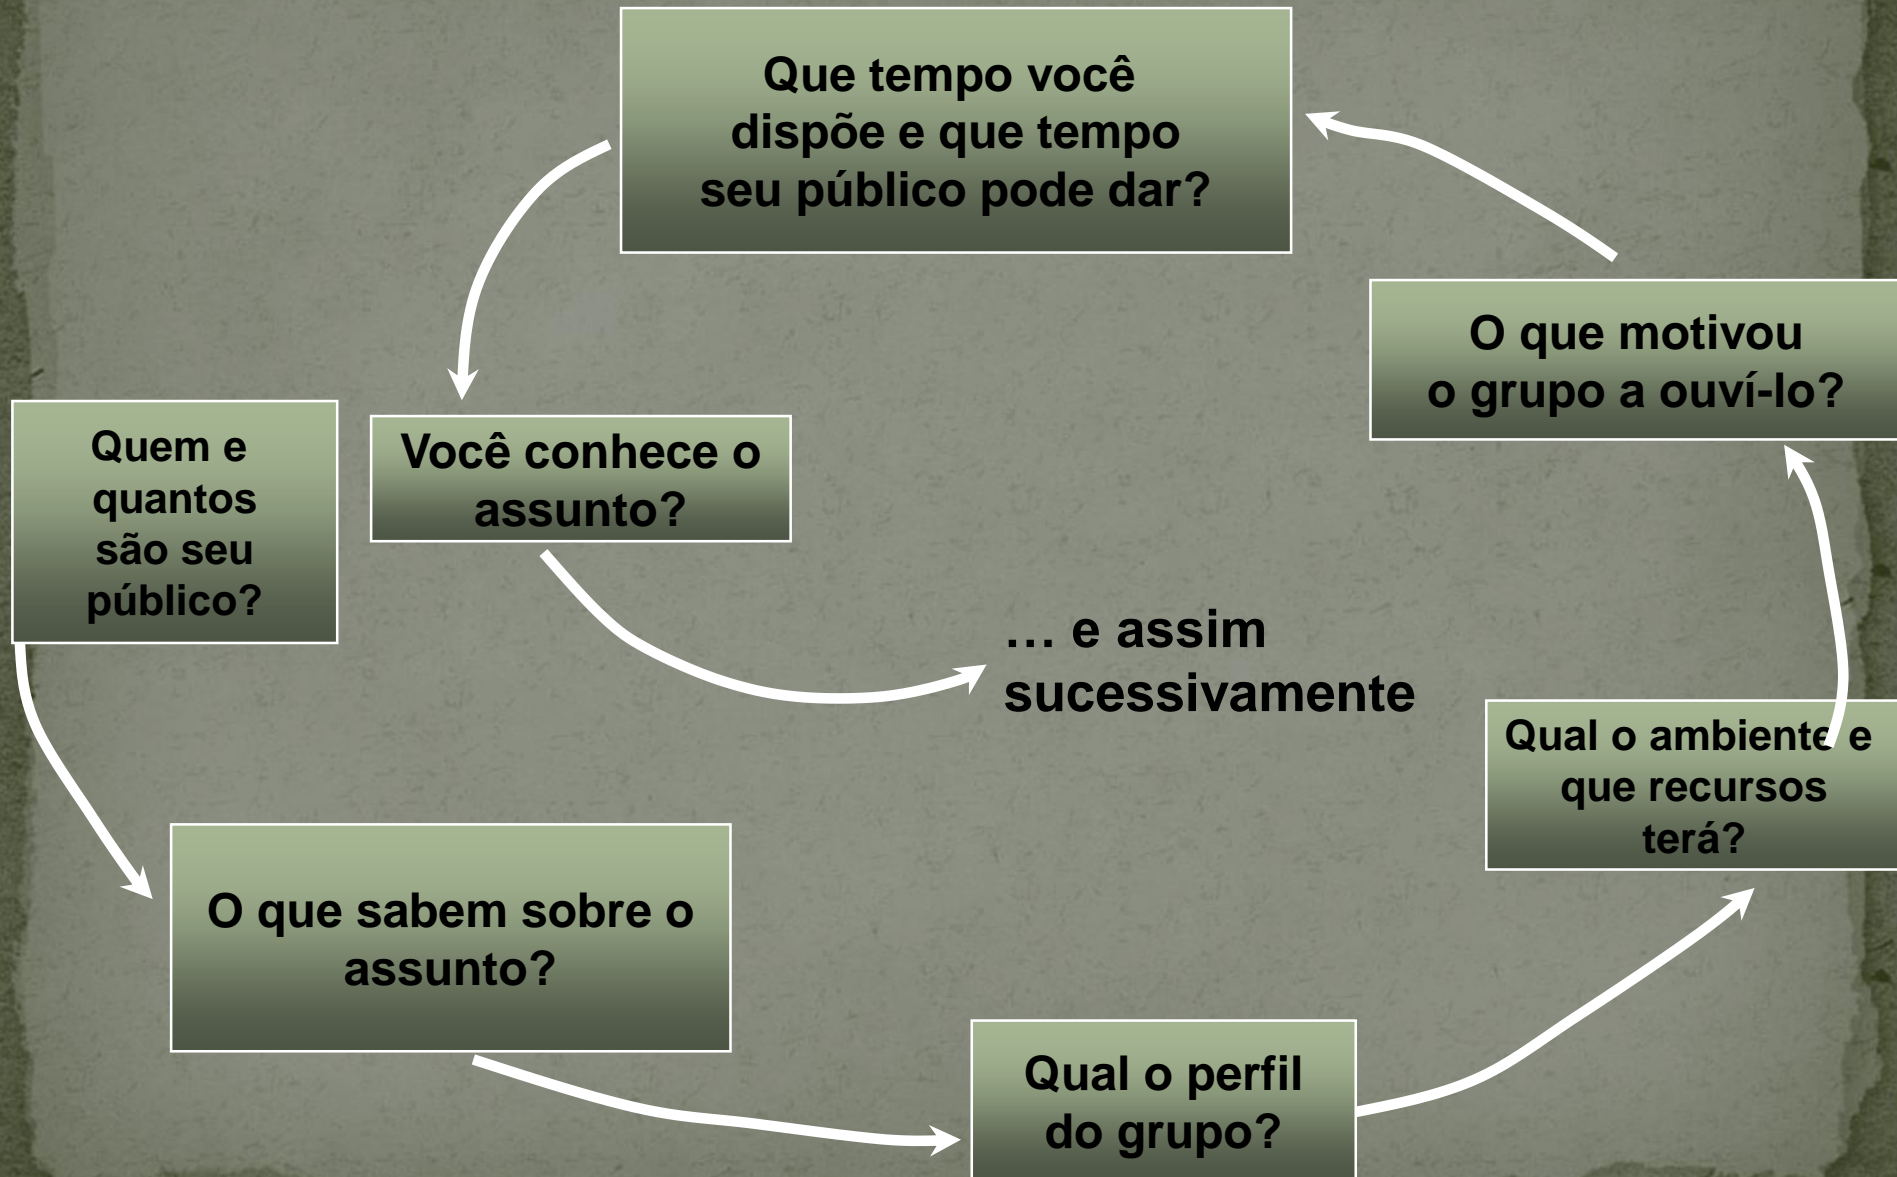 Que tempo você
dispõe e que tempo
seu público pode dar?
O que motivou
o grupo a ouví-lo?
Quem e
quantos
são seu
público?
Você conhece o
assunto?
… e assim
sucessivamente
Qual o ambiente e
que recursos
terá?
O que sabem sobre o
assunto?
Qual o perfil
do grupo?